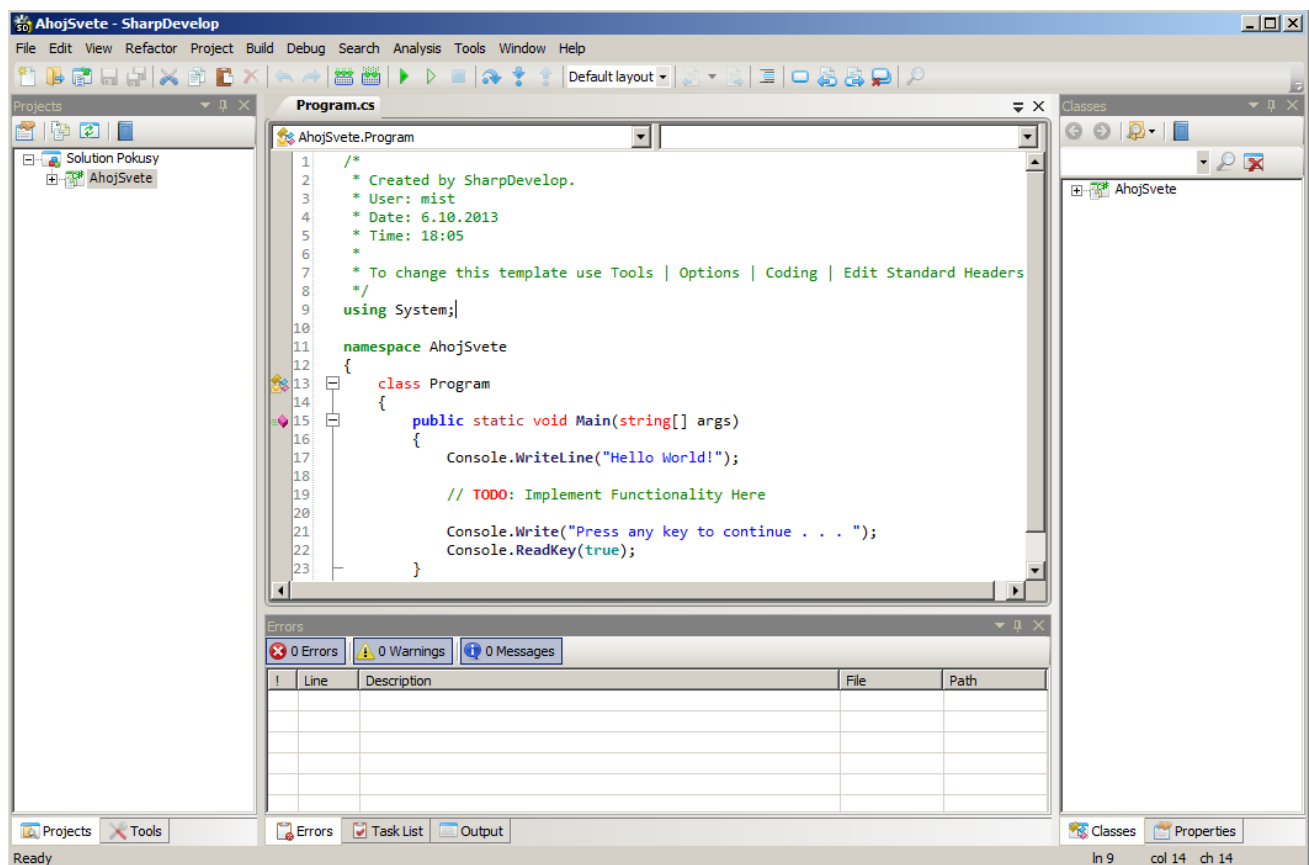 AhojSvete - SharpDevelop
File Edit View Refactor Project Build Debug Search Analysis Tools Window Help
Default layout
Projects
Solution Pokusy
AhojSvete
Program.cs
AhojSvete.Program
1 /*
2 * Created by SharpDevelop.
3 * User: mist
4 * Date: 6.10.2013
5 * Time: 18:05
6 *
7 * To change this template use Tools | Options | Coding | Edit Standard Headers
8 */
9 using System;
10
11 namespace AhojSvete
12 {
13 class Program
14 {
15 public static void Main(string[] args)
16 {
17 Console.WriteLine("Hello World!");
18
19 // TODO: Implement Functionality Here
20
21 Console.Write("Press any key to continue . . . ");
22 Console.ReadKey(true);
23 }
Classes
AhojSvete
Errors
0 Errors 0 Warnings 0 Messages
! Line Description File Path
Projects Tools
Errors Task List Output
Classes Properties
Ready
ln 9 col 14 ch 14